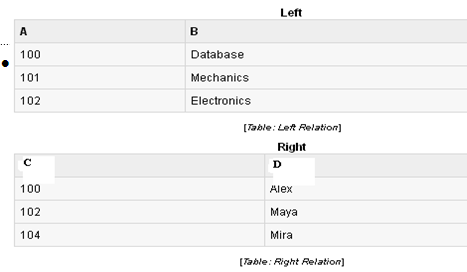 Left
A B
...
100 Database
101 Mechanics
102 Electronics
[Table: Left Relation]
Right
C D
100 Alex
102 Maya
104 Mira
[Table: Right Relation]